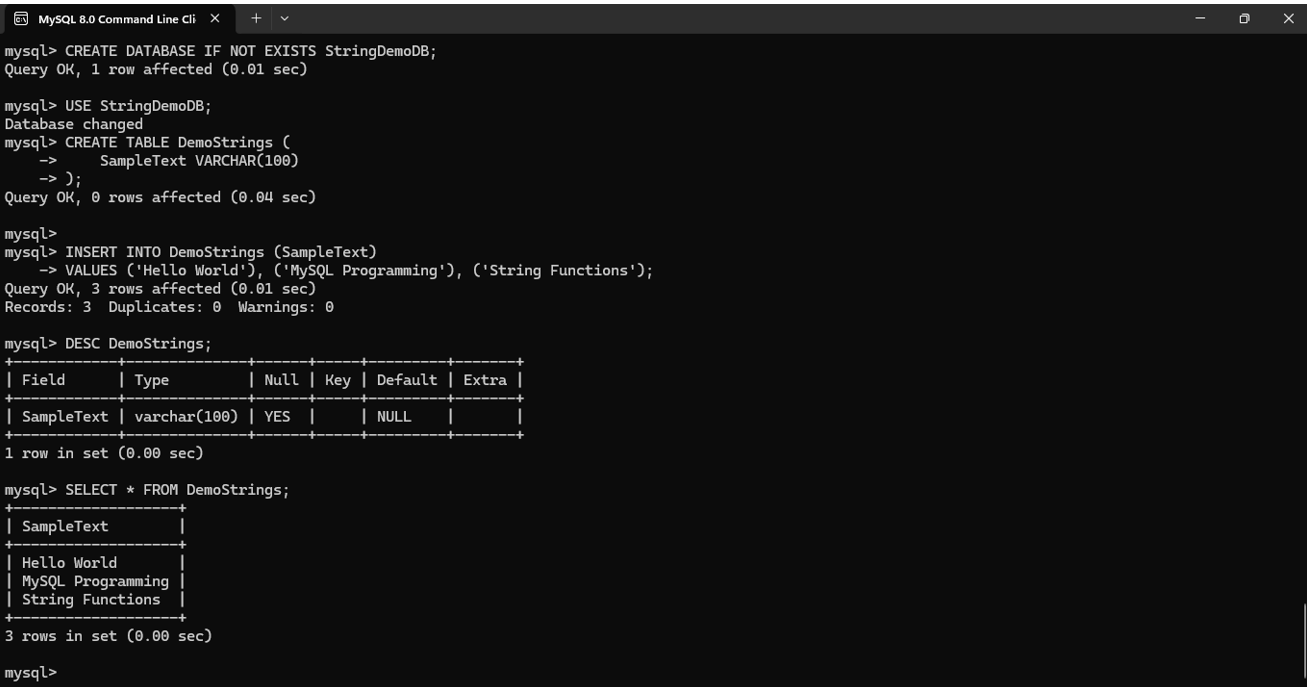 MySQL 8.0 Command Line Cli
mysql> CREATE DATABASE IF NOT EXISTS StringDemoDB;
Query OK, 1 row affected (0.01 sec)
mysql> USE StringDemoDB;
Database changed
mysql> CREATE TABLE DemoStrings (
    ->     SampleText VARCHAR(100)
    -> );
Query OK, 0 rows affected (0.04 sec)
mysql>
mysql> INSERT INTO DemoStrings (SampleText)
    -> VALUES ('Hello World'), ('MySQL Programming'), ('String Functions');
Query OK, 3 rows affected (0.01 sec)
Records: 3  Duplicates: 0  Warnings: 0
mysql> DESC DemoStrings;
+------------+--------------+------+-----+---------+-------+
| Field      | Type         | Null | Key | Default | Extra |
+------------+--------------+------+-----+---------+-------+
| SampleText | varchar(100) | YES  |     | NULL    |       |
+------------+--------------+------+-----+---------+-------+
1 row in set (0.00 sec)
mysql> SELECT * FROM DemoStrings;
+-------------------+
| SampleText        |
+-------------------+
| Hello World       |
| MySQL Programming |
| String Functions  |
+-------------------+
3 rows in set (0.00 sec)
mysql>